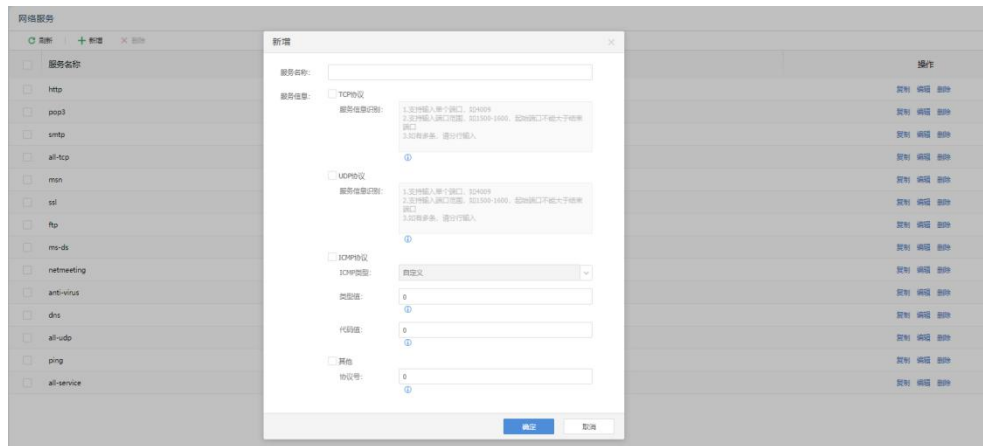 网络服务
刷新 新增 删除
服务名称 操作
http 复制 编辑 删除
pop3 复制 编辑 删除
smtp 复制 编辑 删除
all-tcp 复制 编辑 删除
msn 复制 编辑 删除
ssl 复制 编辑 删除
ftp 复制 编辑 删除
ms-ds 复制 编辑 删除
netmeeting 复制 编辑 删除
anti-virus 复制 编辑 删除
dns 复制 编辑 删除
all-udp 复制 编辑 删除
ping 复制 编辑 删除
all-service 复制 编辑 删除
新增
服务名称:
服务信息:
TCP协议
服务信息识别:
1.支持输入单个端口，如4009
2.支持输入端口范围，如1500-1600，起始端口不能大于结束
端口
3.如有多条，请分行输入
UDP协议
服务信息识别:
1.支持输入单个端口，如4009
2.支持输入端口范围，如1500-1600，起始端口不能大于结束
端口
3.如有多条，请分行输入
ICMP协议
ICMP类型: 自定义
类型值: 0
代码值: 0
其他
协议号: 0
确定 取消